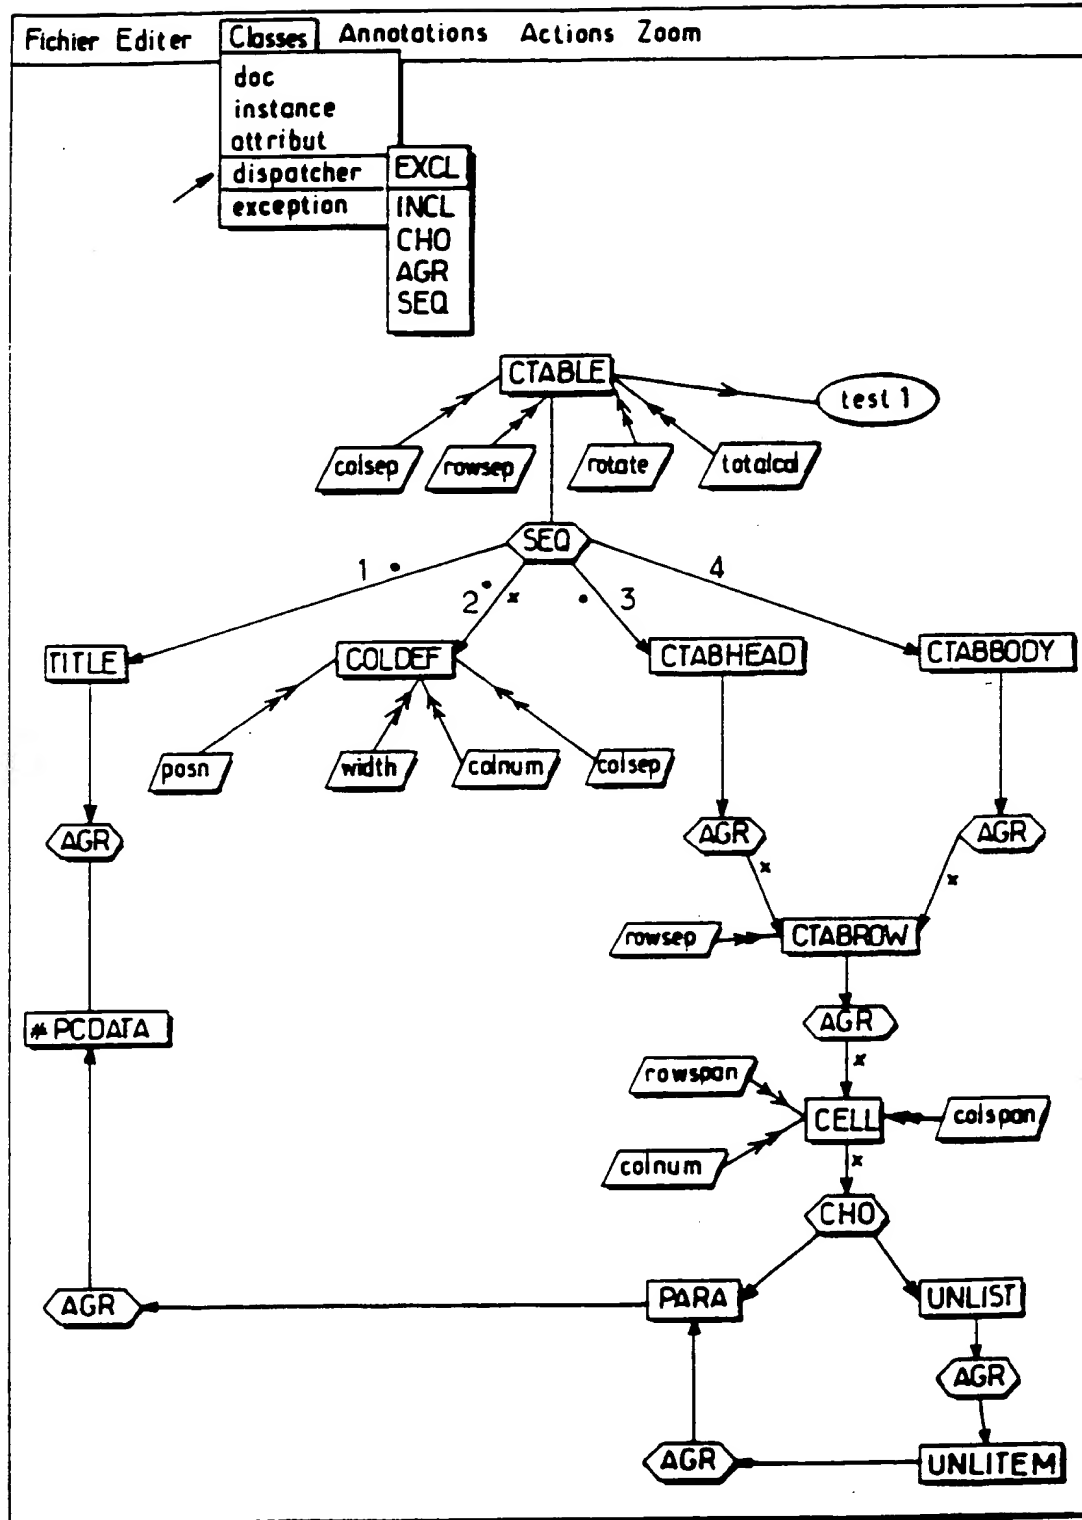 Fichier Editer Classes Annotations Actions Zoom
doc
instance
attribut
dispatcher
exception
EXCL
INCL
CHO
AGR
SEQ
CTABLE
test 1
colsep
rowsep
rotate
totalcol
SEQ
1
2
3
4
x
TITLE
COLDEF
CTABHEAD
CTABBODY
posn
width
colnum
colsep
AGR
AGR
AGR
x
x
rowsep
CTABROW
#PCDATA
AGR
x
rowspan
CELL
colspan
colnum
x
CHO
AGR
PARA
UNLIST
AGR
AGR
UNLITEM